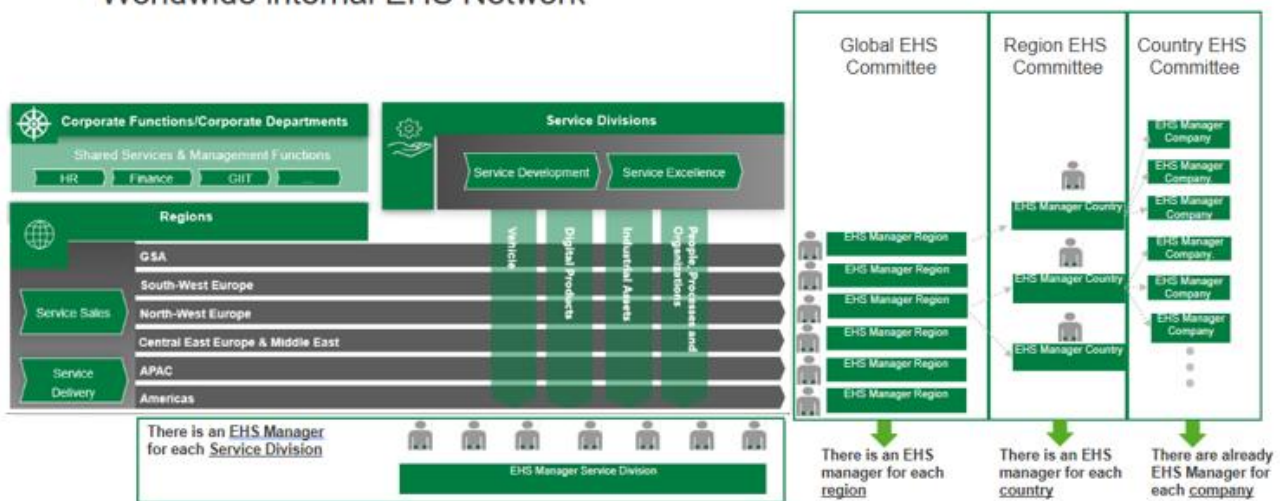 Worldwide internal EHS Network
Corporate Functions/Corporate Departments
Shared Services & Management Functions
HR
Finance
GIIT
...
Service Divisions
Service Development
Service Excellence
Regions
GSA
South-West Europe
North-West Europe
Central East Europe & Middle East
APAC
Americas
Service Sales
Service
Delivery
Vehicle
Digital Products
Industrial Assets
People, Processes and
Organizations
There is an EHS Manager
for each Service Division
EHS Manager Service Division
Global EHS
Committee
EHS Manager Region
EHS Manager Region
EHS Manager Region
EHS Manager Region
EHS Manager Region
EHS Manager Region
There is an EHS
manager for each
region
Region EHS
Committee
EHS Manager Country
EHS Manager Country
EHS Manager Country
There is an EHS
manager for each
country
Country EHS
Committee
EHS Manager
Company
EHS Manager
Company.
EHS Manager
Company
EHS Manager
Company.
EHS Manager
Company
EHS Manager
Company
There are already
EHS Manager for
each company